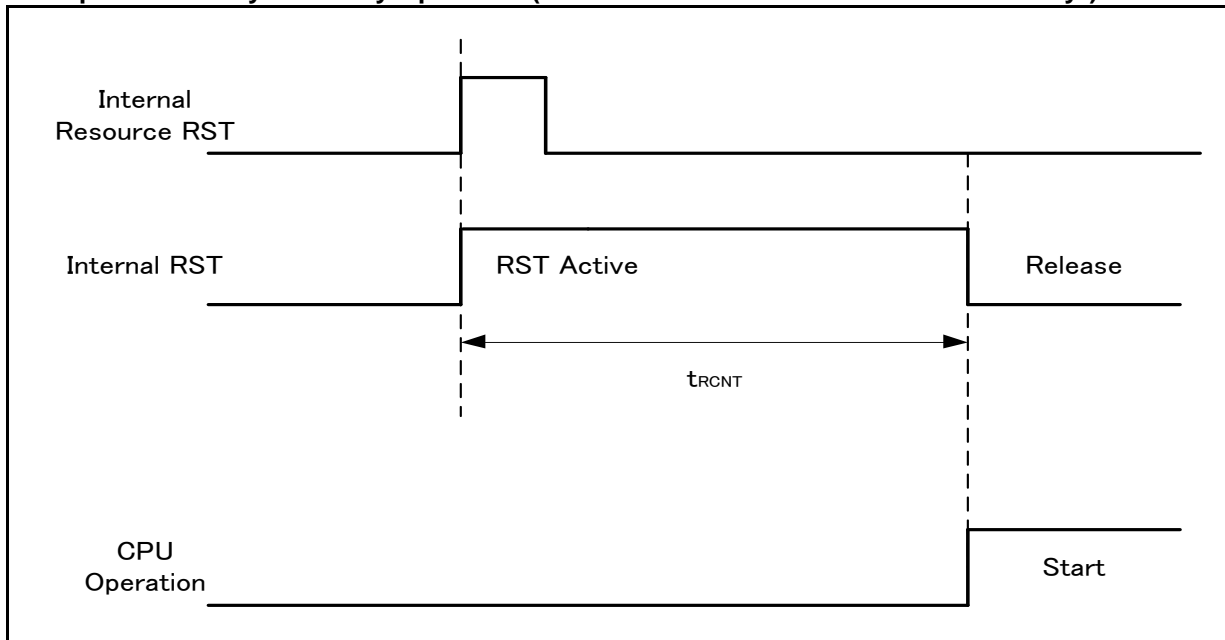 Internal
Resource RST
Internal RST
RST Active
Release
tRCNT
CPU
Operation
Start